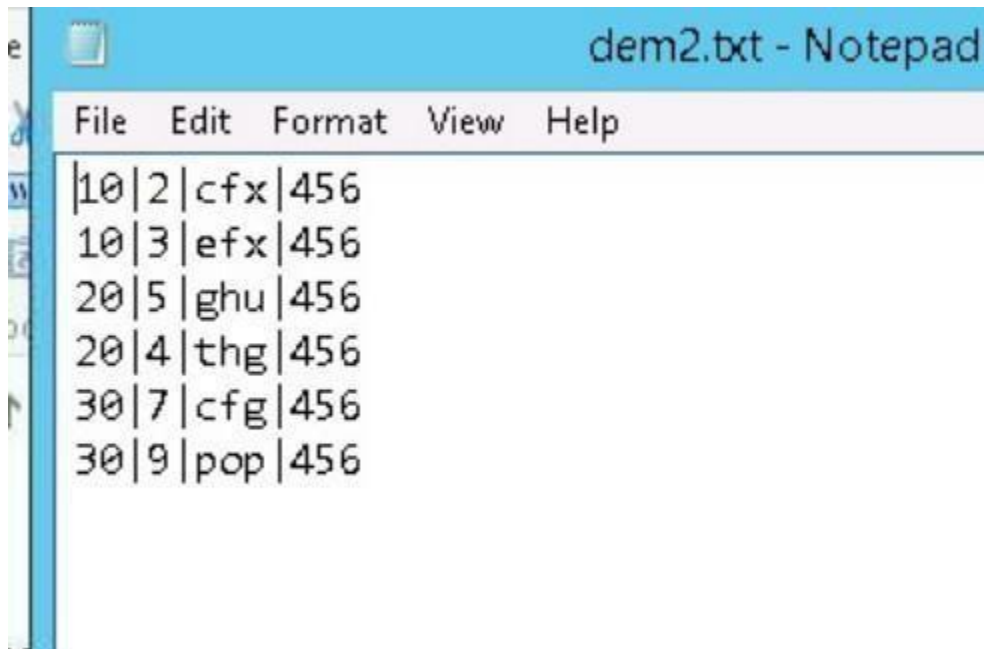 dem2.txt - Notepad
File Edit Format View Help
10|2|cfx|456
10|3|efx|456
20|5|ghu|456
20|4|thg|456
30|7|cfg|456
30|9|pop|456